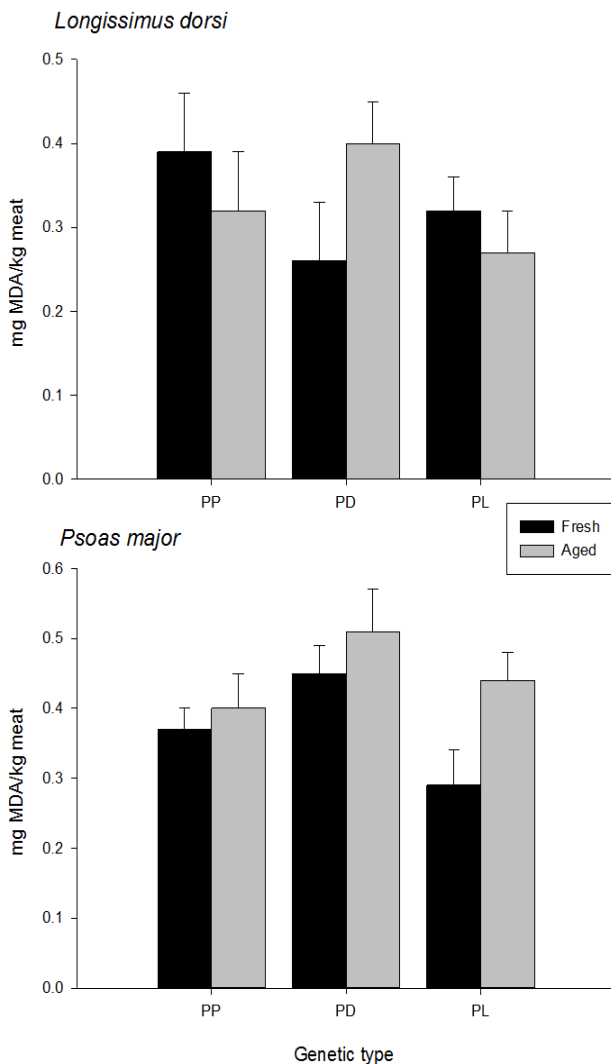 Longissimus dorsi
mg MDA/kg meat
0.5
0.4
0.3
0.2
0.1
0.0
PP PD PL
Fresh
Aged
Psoas major
mg MDA/kg meat
0.6
0.5
0.4
0.3
0.2
0.1
0.0
PP PD PL
Genetic type